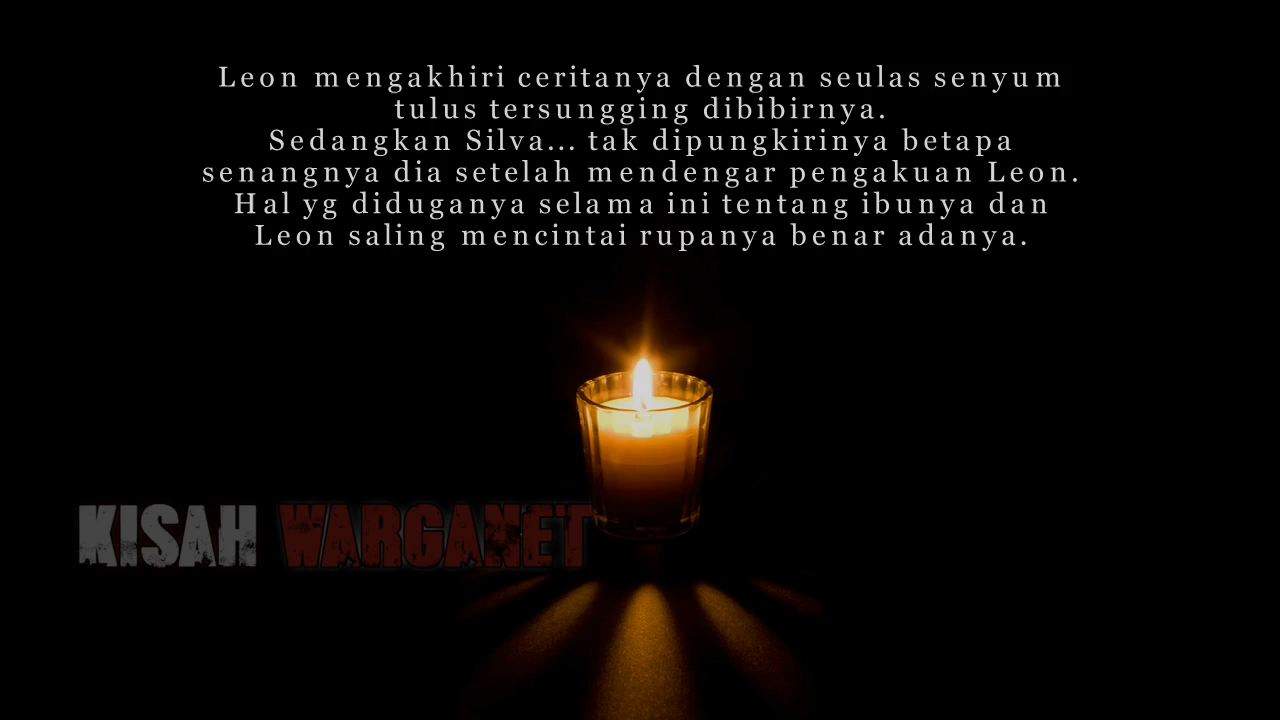 Leon mengakhiri ceritanya dengan seulas senyum
tulus tersungging dibibirnya.
Sedangkan Silva... tak dipungkirinya betapa
senangnya dia setelah mendengar pengakuan Leon.
Hal yg diduganya selama ini tentang ibunya dan
Leon saling mencintai rupanya benar adanya.
KISAH WARGANET